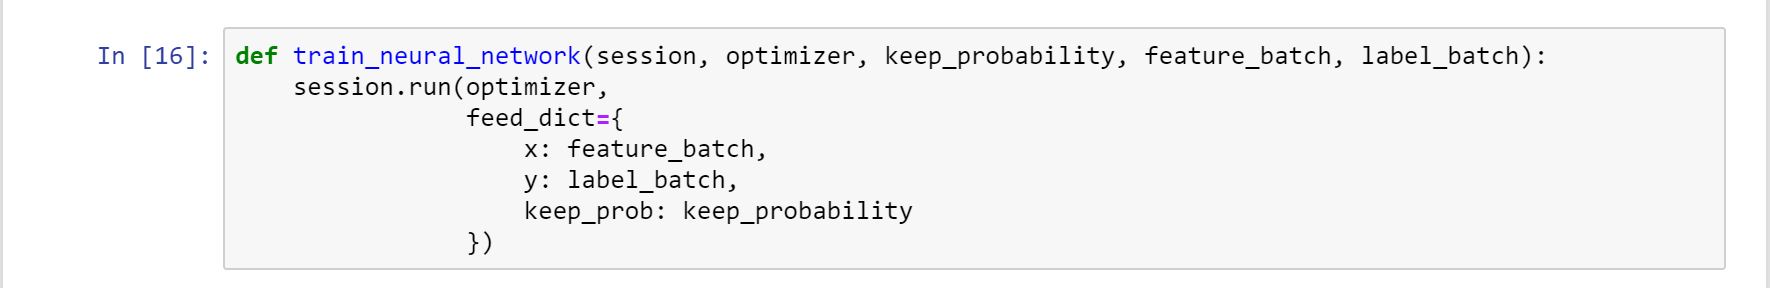 In [16]: def train_neural_network(session, optimizer, keep_probability, feature_batch, label_batch):
    session.run(optimizer,
                feed_dict={
                    x: feature_batch,
                    y: label_batch,
                    keep_prob: keep_probability
                })